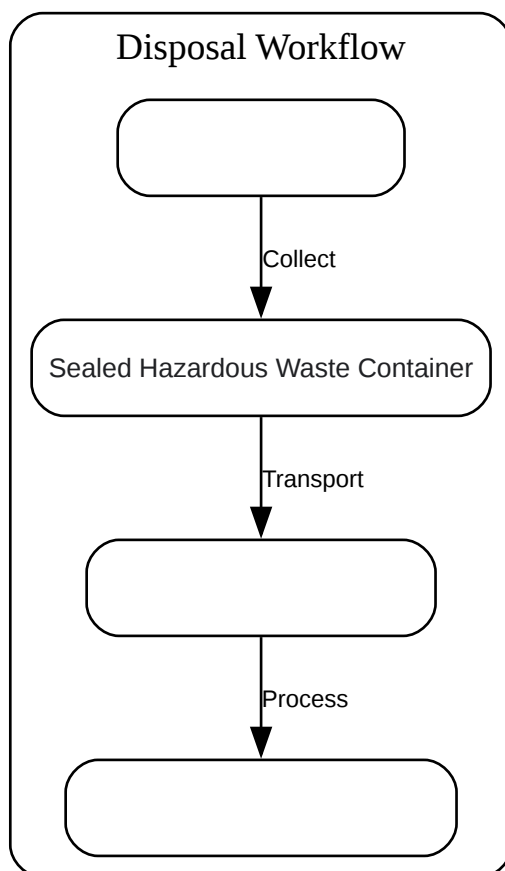 Disposal Workflow
Collect
Sealed Hazardous Waste Container
Transport
Process